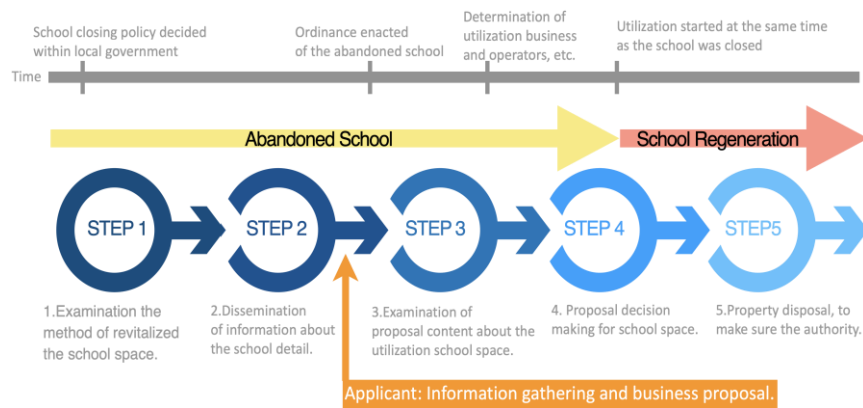 School closing policy decided
within local government
Ordinance enacted
of the abandoned school
Determination of
utilization business
and operators, etc.
Utilization started at the same time
as the school was closed
Time
Abandoned School
School Regeneration
STEP 1
STEP 2
STEP 3
STEP 4
STEP5
1.Examination the
method of revitalized
the school space.
2.Dissemination
of information about
the school detail.
3.Examination of
proposal content about the
utilization school space.
4. Proposal decision
making for school space.
5.Property disposal, to
make sure the authority.
Applicant: Information gathering and business proposal.